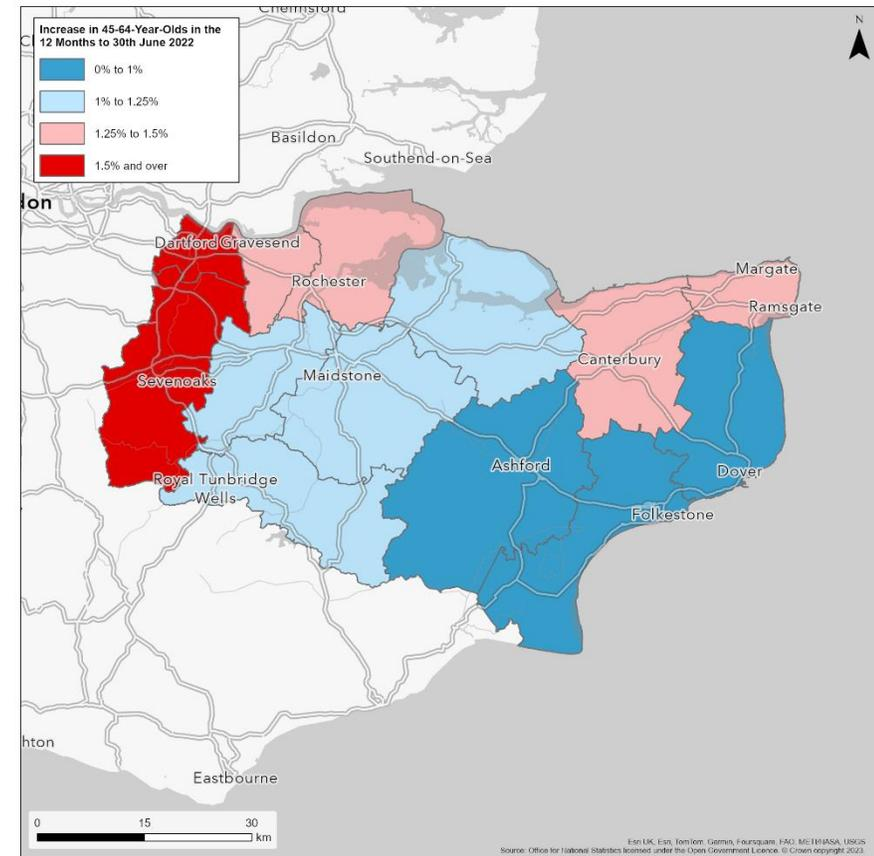 Chelmsford
Increase in 45-64-Year-Olds in the
12 Months to 30th June 2022
0% to 1%
1% to 1.25%
1.25% to 1.5%
1.5% and over
N
Basildon
Southend-on-Sea
don
Dartford
Gravesend
Rochester
Margate
Ramsgate
Canterbury
Maidstone
Sevenoaks
Ashford
Dover
Royal Tunbridge
Wells
Folkestone
hton
Eastbourne
0 15 30
km
Esri UK, Esri, TomTom, Garmin, Foursquare, FAO, METI/NASA, USGS
Source: Office for National Statistics licensed under the Open Government Licence. © Crown copyright 2023.